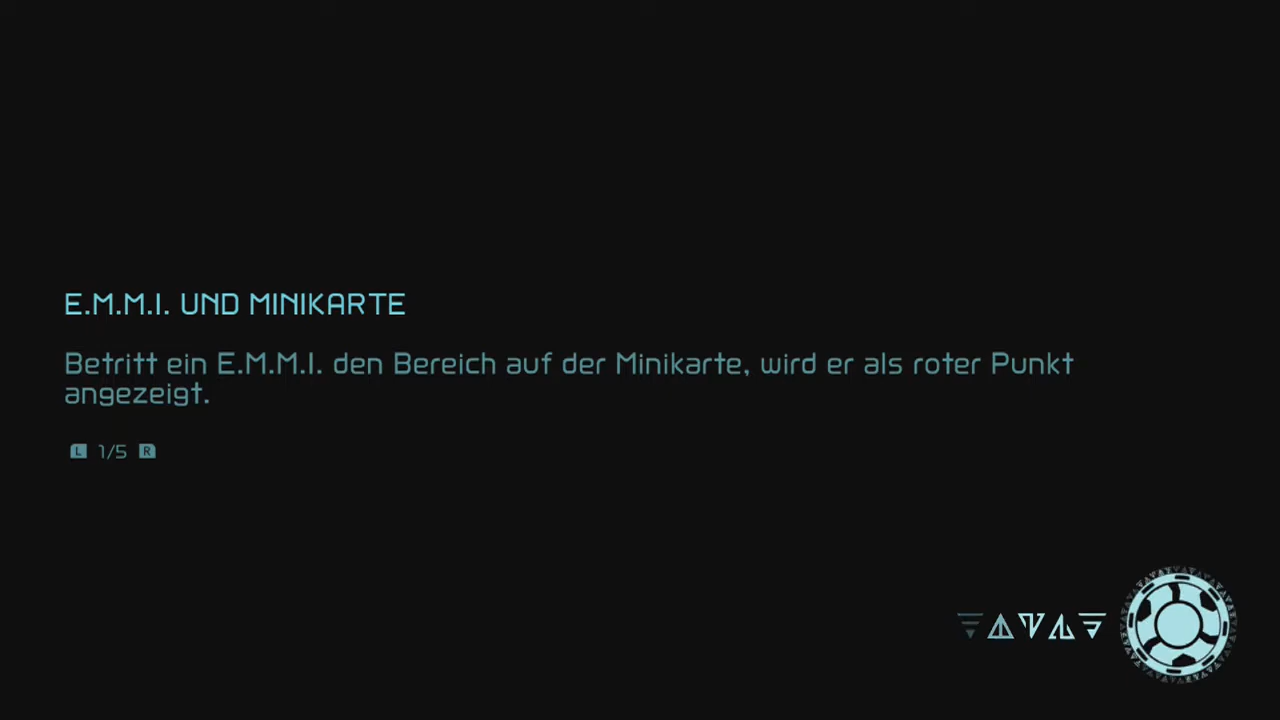 E.M.M.I. UND MINIKARTE
Betritt ein E.M.M.I. den Bereich auf der Minikarte, wird er als roter Punkt
angezeigt.
L 1/5 R